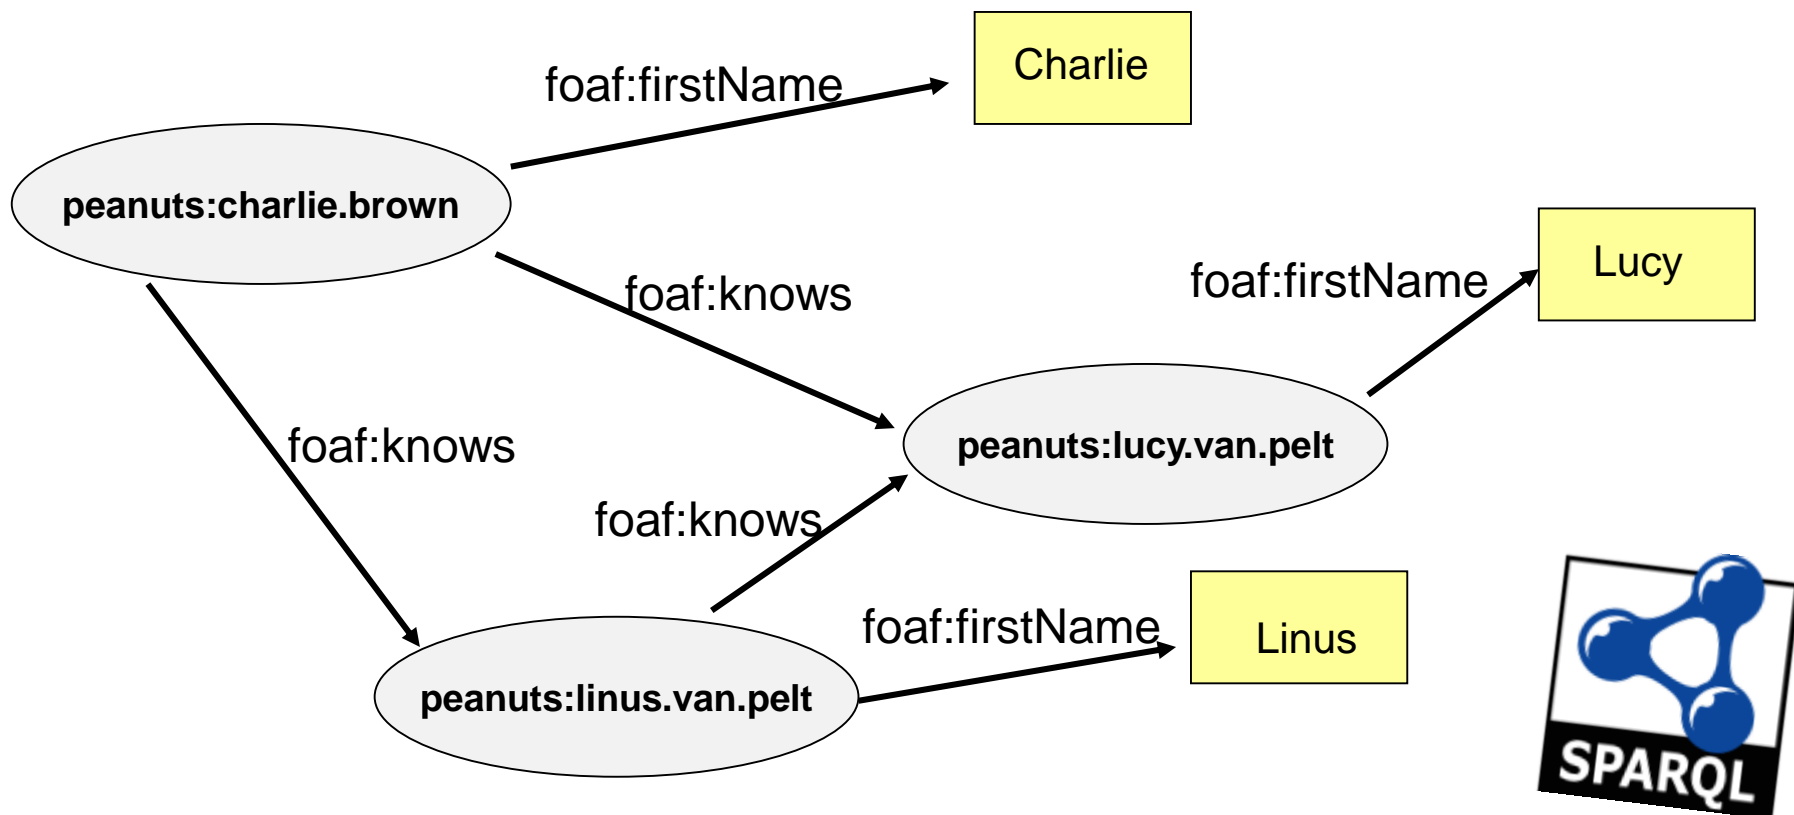 Charlie
foaf:firstName
peanuts:charlie.brown
Lucy
foaf:firstName
foaf:knows
foaf:knows
peanuts:lucy.van.pelt
foaf:knows
foaf:firstName
Linus
peanuts:linus.van.pelt
SPARQL